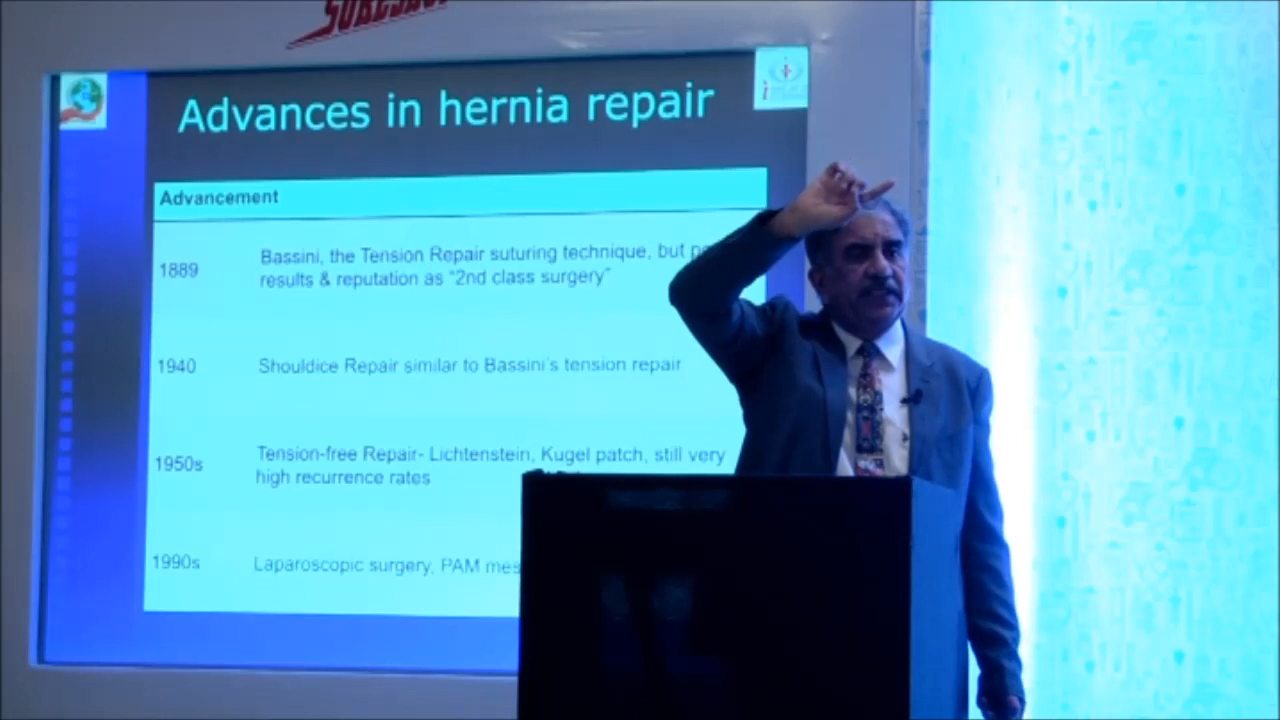 Advances in hernia repair
Advancement
1889
Bassini, the Tension Repair suturing technique, but
results & reputation as "2nd class surgery"
1940
Shouldice Repair similar to Bassini's tension repair
1950s
Tension-free Repair- Lichtenstein, Kugel patch, still very
high recurrence rates
1990s
Laparoscopic surgery, PAM